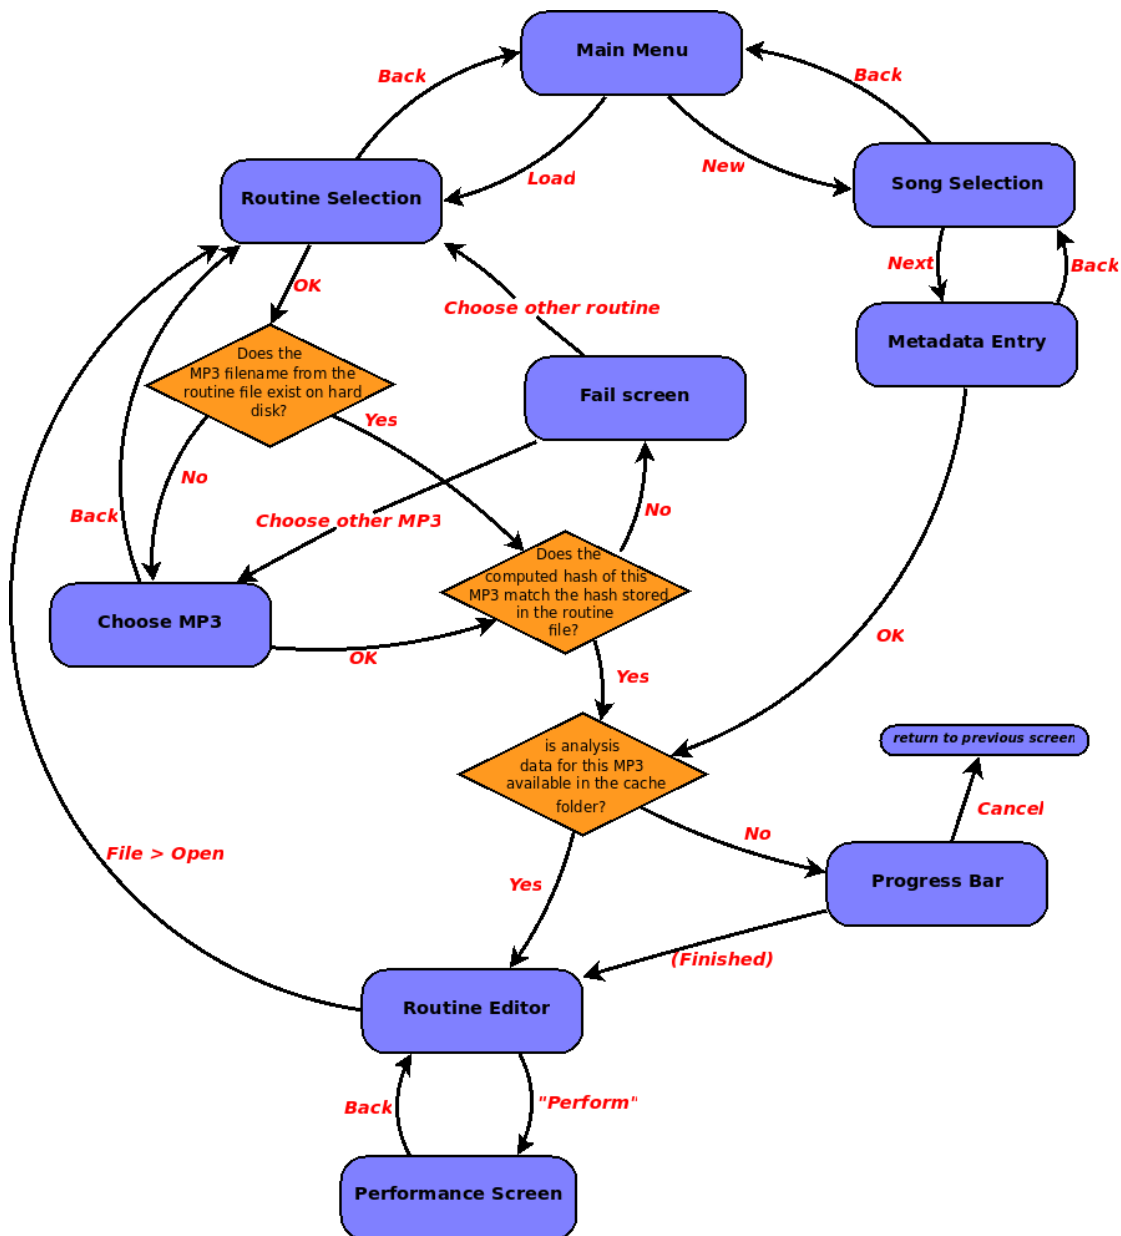 Main Menu
Back
Back
Load
New
Routine Selection
Song Selection
OK
Next
Back
Choose other routine
Metadata Entry
Does the
MP3 filename from the
routine file exist on hard
disk?
Fail screen
Yes
No
Back
Choose other MP3
No
Does the
computed hash of this
MP3 match the hash stored
in the routine
file?
Choose MP3
OK
OK
Yes
return to previous screen
is analysis
data for this MP3
available in the cache
folder?
Cancel
No
File > Open
Yes
Progress Bar
(Finished)
Routine Editor
Back
"Perform"
Performance Screen